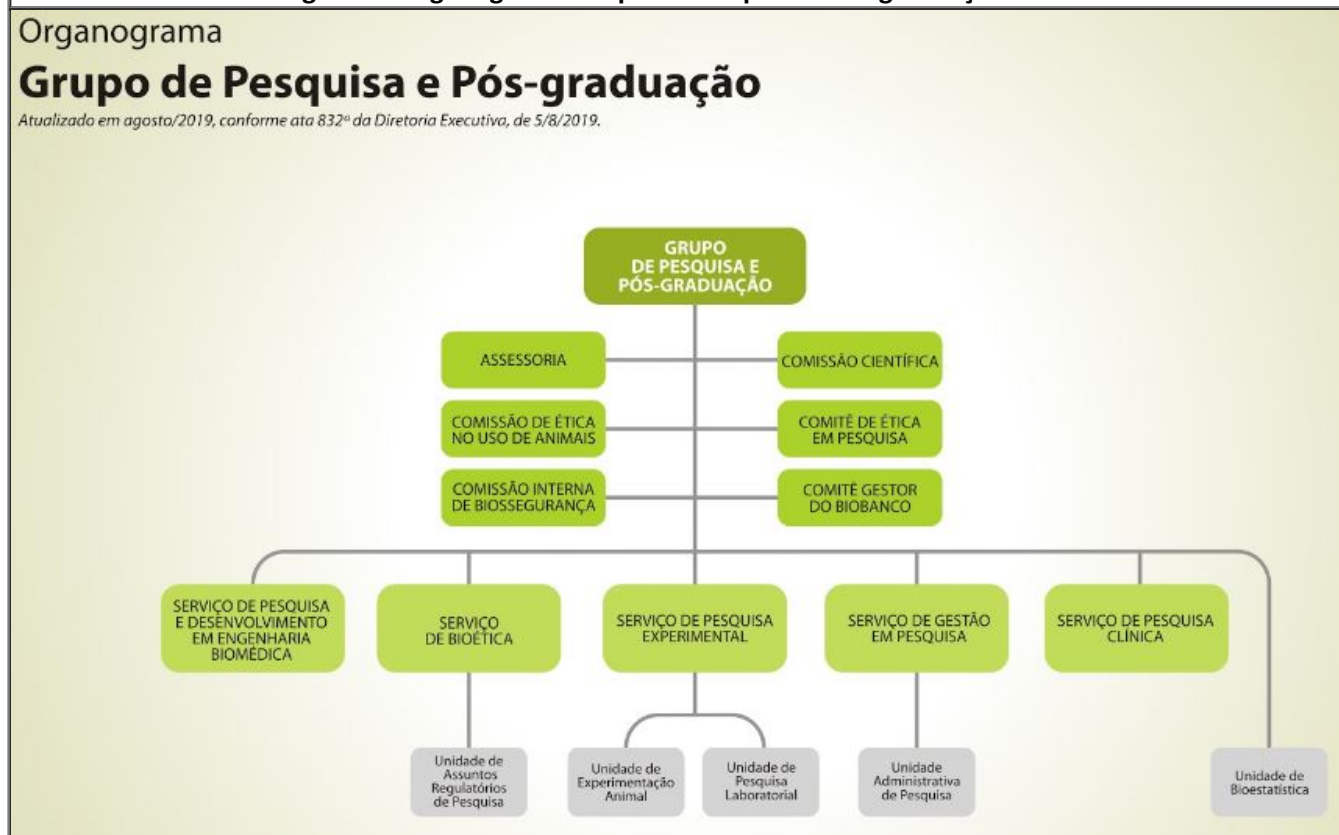 Organograma
Grupo de Pesquisa e Pós-graduação
Atualizado em agosto/2019, conforme ata 832ª da Diretoria Executiva, de 5/8/2019.
GRUPO
DE PESQUISA E
PÓS-GRADUAÇÃO
ASSESSORIA
COMISSÃO CIENTÍFICA
COMISSÃO DE ÉTICA
NO USO DE ANIMAIS
COMITÊ DE ÉTICA
EM PESQUISA
COMISSÃO INTERNA
DE BIOSSEGURANÇA
COMITÊ GESTOR
DO BIOBANCO
SERVIÇO DE PESQUISA
E DESENVOLVIMENTO
EM ENGENHARIA
BIOMÉDICA
SERVIÇO
DE BIOÉTICA
SERVIÇO DE PESQUISA
EXPERIMENTAL
SERVIÇO DE GESTÃO
EM PESQUISA
SERVIÇO DE PESQUISA
CLÍNICA
Unidade de
Assuntos
Regulatórios
de Pesquisa
Unidade de
Experimentação
Animal
Unidade de
Pesquisa
Laboratorial
Unidade
Administrativa
de Pesquisa
Unidade de
Bioestatística